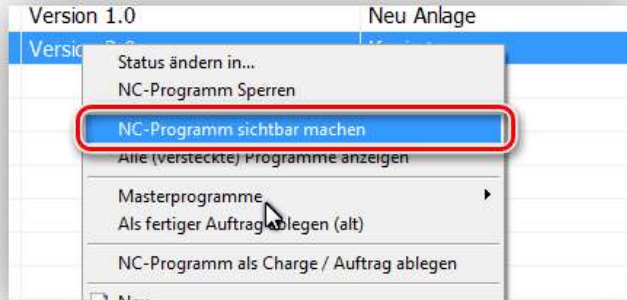 Version 1.0 Neu Anlage
Status ändern in...
NC-Programm Sperren
NC-Programm sichtbar machen
Alle (versteckte) Programme anzeigen
Masterprogramme
Als fertiger Auftrag ablegen (alt)
NC-Programm als Charge / Auftrag ablegen